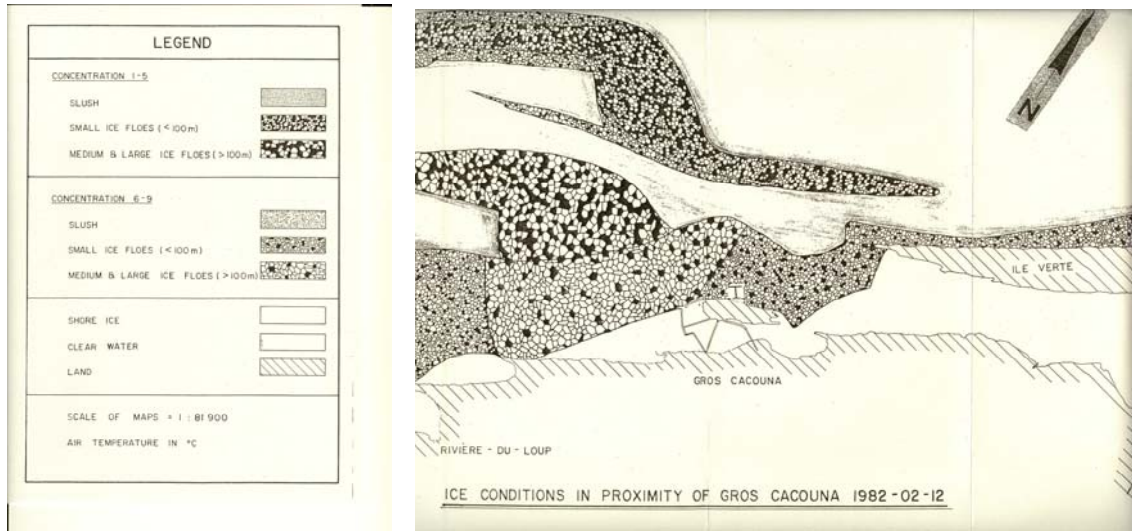 LEGEND
CONCENTRATION 1-5
SLUSH
SMALL ICE FLOES (<100m)
MEDIUM & LARGE ICE FLOES (>100m)
CONCENTRATION 6-9
SLUSH
SMALL ICE FLOES (<100m)
MEDIUM & LARGE ICE FLOES (>100m)
SHORE ICE
CLEAR WATER
LAND
SCALE OF MAPS = 1 : 81 900
AIR TEMPERATURE IN °C
N
ILE VERTE
GROS CACOUNA
RIVIÈRE - DU - LOUP
ICE CONDITIONS IN PROXIMITY OF GROS CACOUNA 1982-02-12